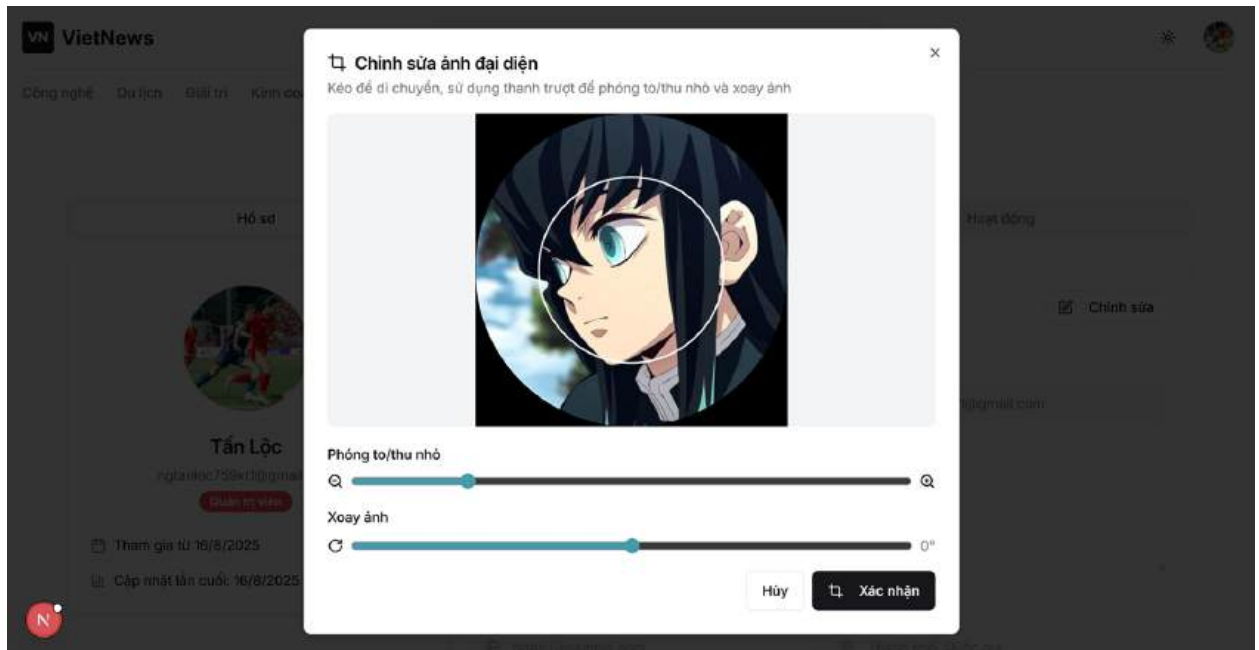 VN VietNews
Công nghệ Du lịch Giải trí
Chỉnh sửa ảnh đại diện
Kéo để di chuyển, sử dụng thanh trượt để phóng to/thu nhỏ và xoay ảnh
Hồ sơ
Hoạt động
Chỉnh sửa
Tấn Lộc
Quản trị viên
Tham gia từ 16/8/2025
Cập nhật lần cuối: 16/8/2025
Phóng to/thu nhỏ
Xoay ảnh
0°
Hủy
Xác nhận
N